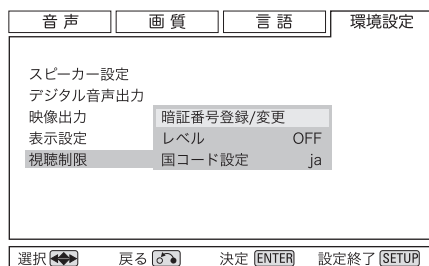 音声 画質 言語 環境設定
スピーカー設定
デジタル音声出力
映像出力 暗証番号登録/変更
表示設定 レベル OFF
視聴制限 国コード設定 ja
選択 戻る 決定 ENTER 設定終了 SETUP